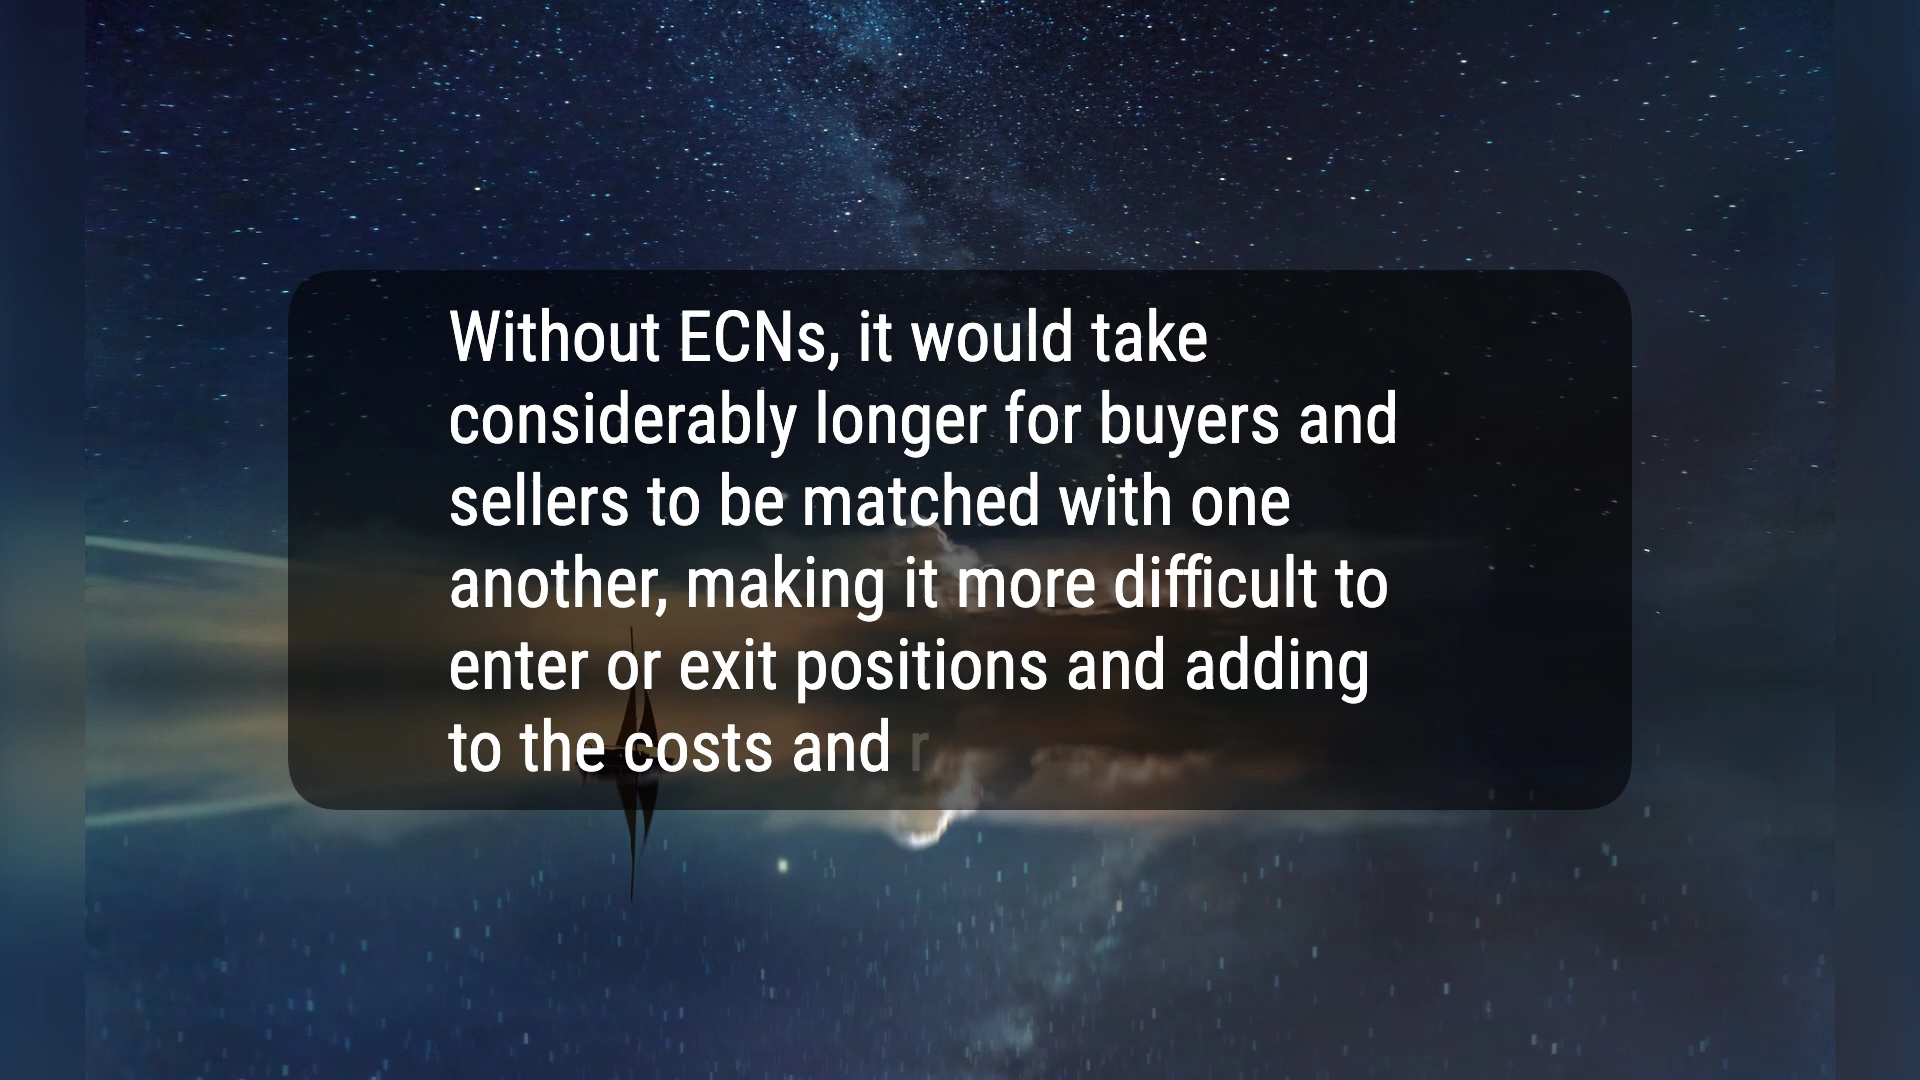 Without ECNs, it would take
considerably longer for buyers and
sellers to be matched with one
another, making it more difficult to
enter or exit positions and adding
to the costs and r